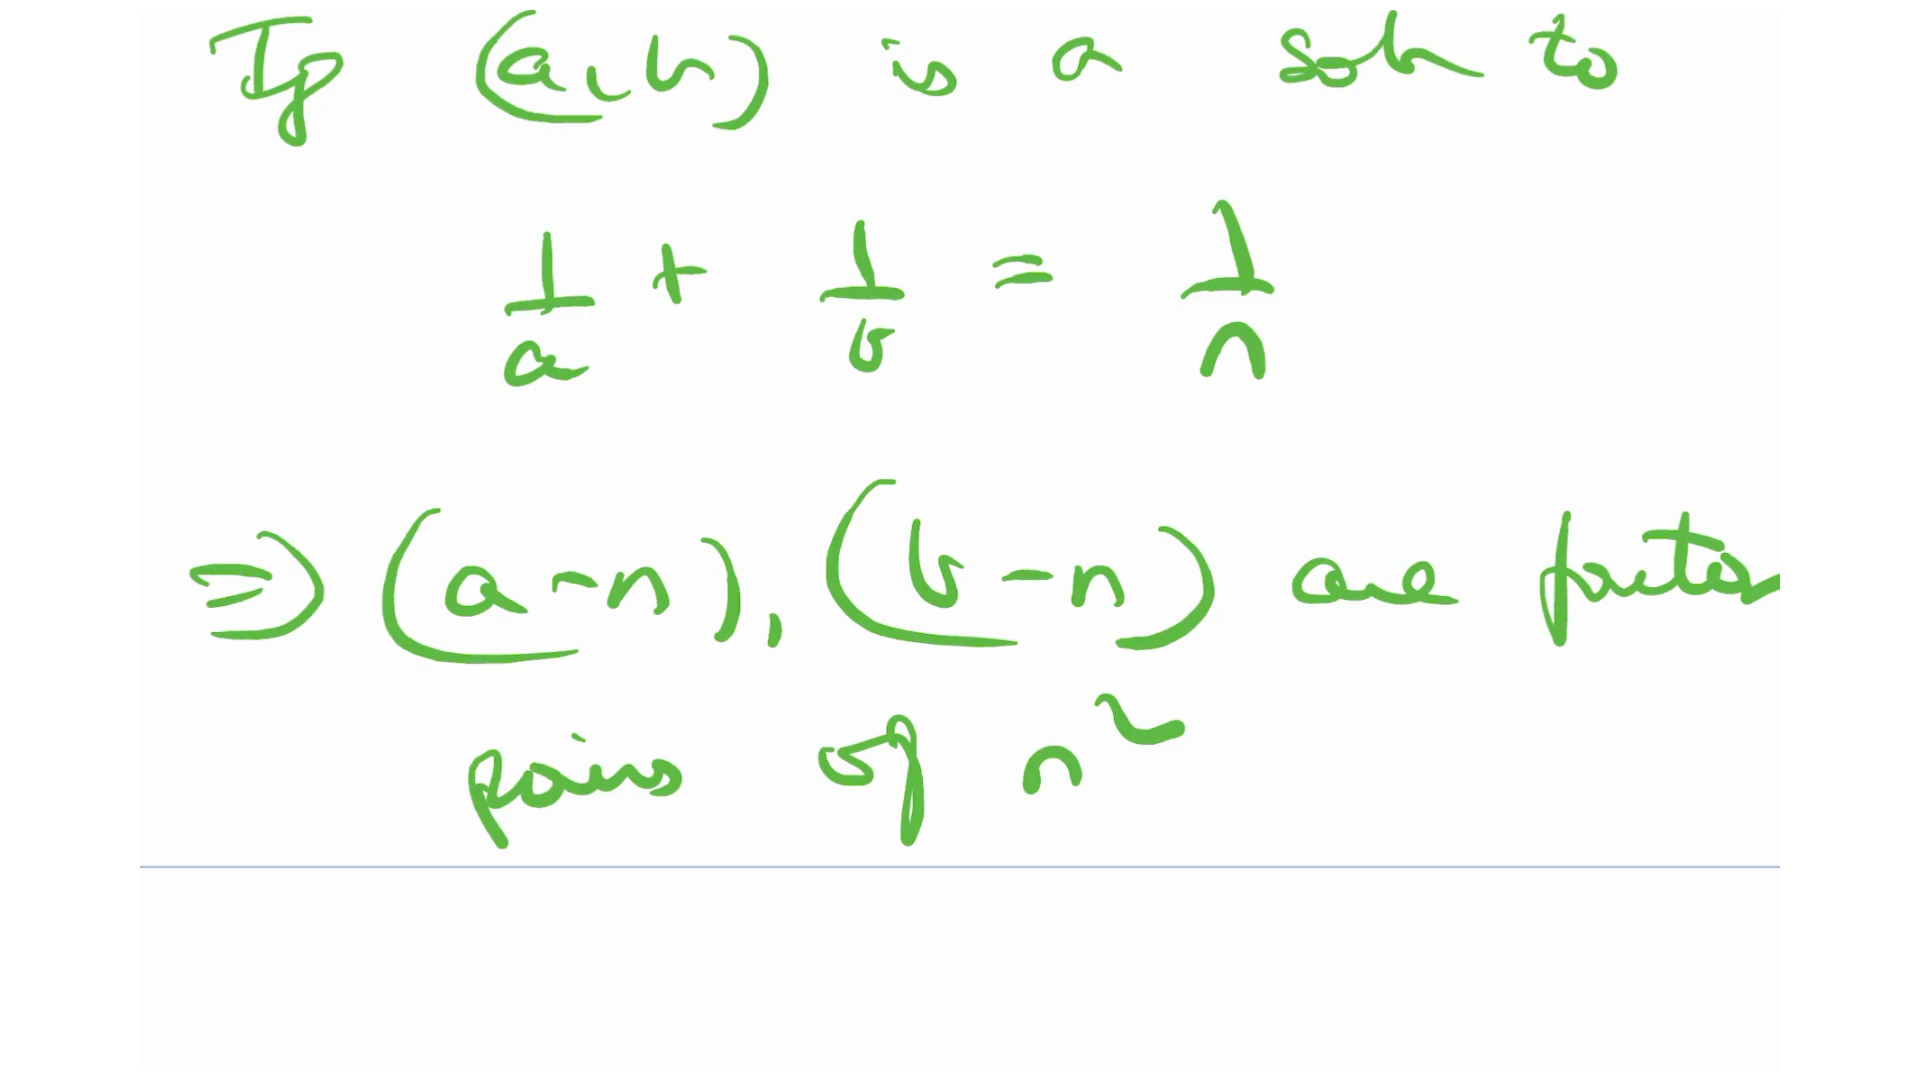 If (a, b) is a soln to
1/a + 1/b = 1/n
⇒ (a-n), (b-n) are factor
pairs of n²